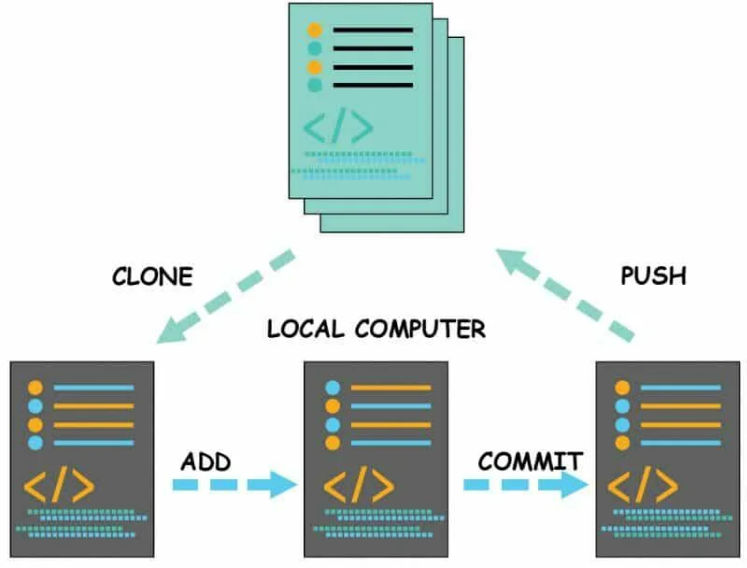 </>
CLONE
PUSH
LOCAL COMPUTER
ADD
COMMIT
</>
</>
</>